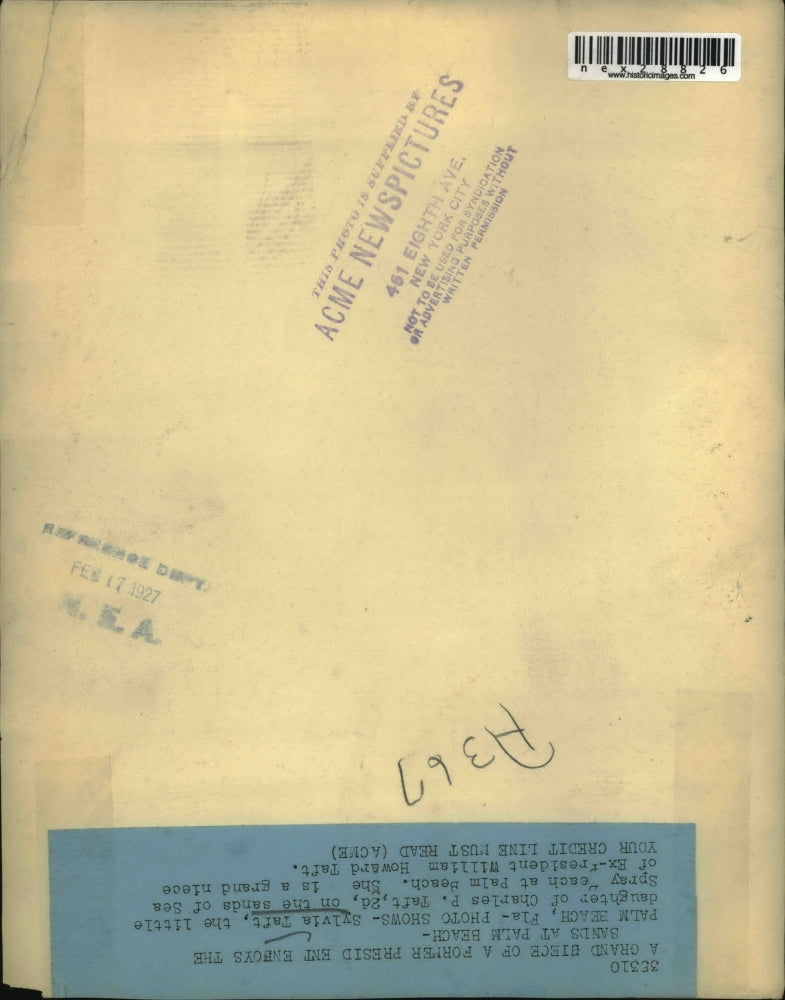 nex28826
www.historicimages.com
THIS PHOTO IS SUPPLIED BY
ACME NEWSPICTURES
461 EIGHTH AVE.
NEW YORK CITY
NOT TO BE USED FOR SYNDICATION
OR ADVERTISING PURPOSES WITHOUT
WRITTEN PERMISSION
REFERENCE DEPT.
FEB 17 1927
N. E. A.
A367
35310
A GRAND NIECE OF A FORMER PRESID ENT ENHOYS THE
SANDS AT PALM BEACH-
PALM BEACH, Fla- PHOTO SHOWS- Sylvia Taft, the little
daughter of Charles P. Taft,2d, on the sands of Sea
Spray Beach at Palm Beach. She is a grand niece
of Ex-President William Howard Taft.
YOUR CREDIT LINE MUST READ (ACME)